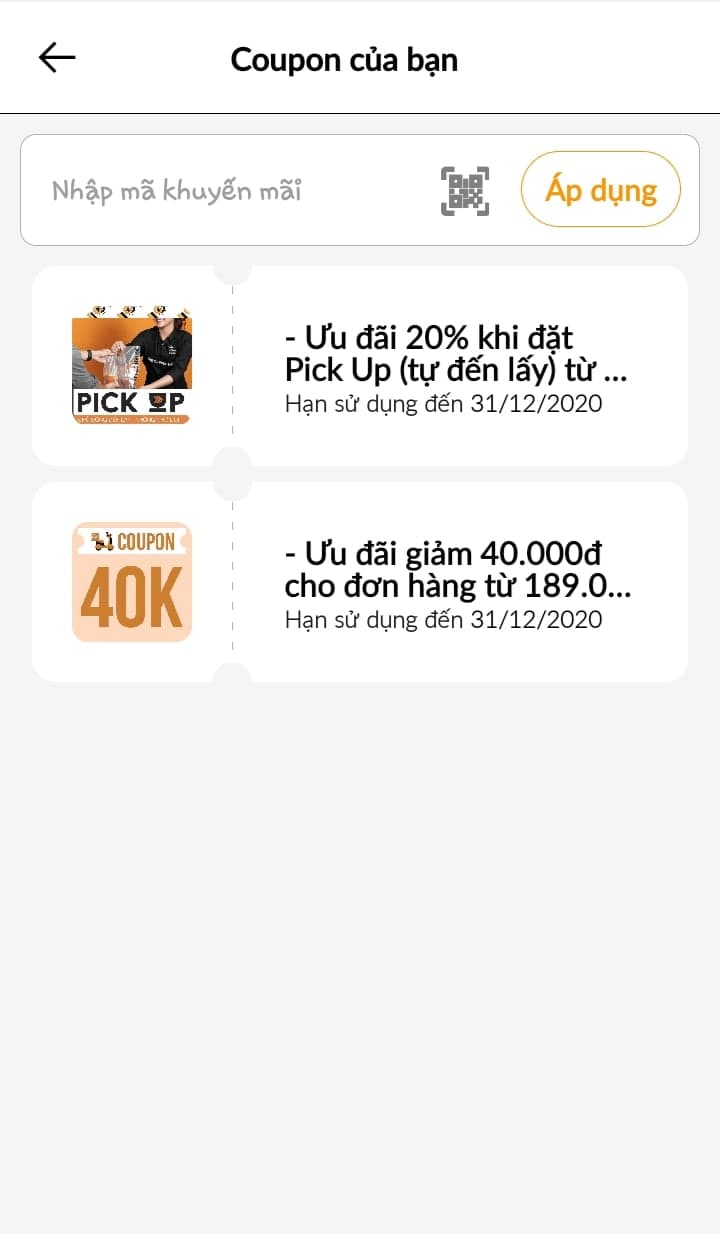 Coupon của bạn
Nhập mã khuyến mãi
Áp dụng
- Ưu đãi 20% khi đặt
Pick Up (tự đến lấy) từ ...
Hạn sử dụng đến 31/12/2020
PICK UP
- Ưu đãi giảm 40.000đ
cho đơn hàng từ 189.0...
Hạn sử dụng đến 31/12/2020
COUPON
40K